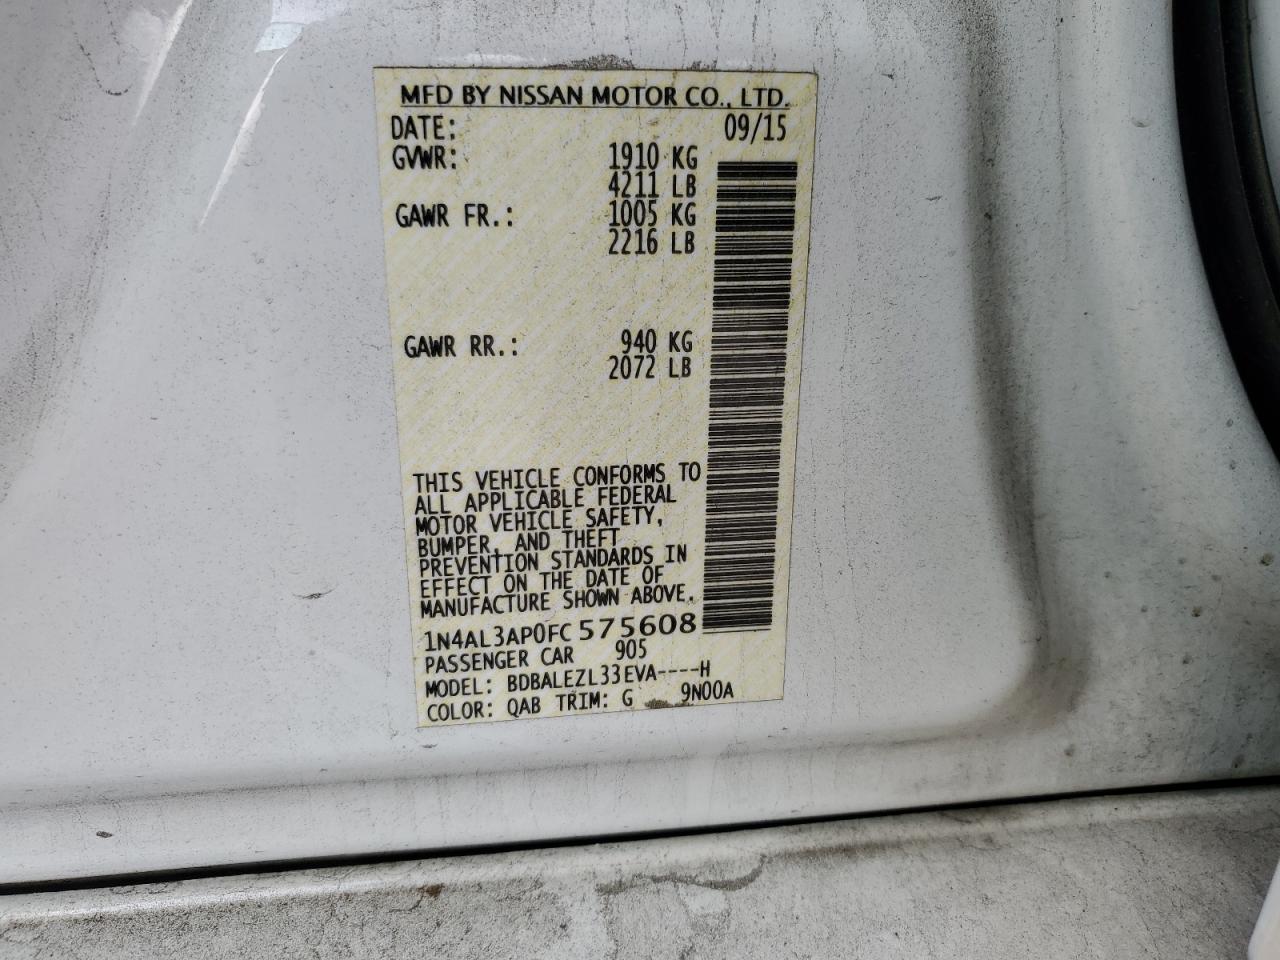 MFD BY NISSAN MOTOR CO., LTD.
DATE: 09/15
GVWR: 1910 KG
4211 LB
GAWR FR.: 1005 KG
2216 LB
GAWR RR.: 940 KG
2072 LB
THIS VEHICLE CONFORMS TO
ALL APPLICABLE FEDERAL
MOTOR VEHICLE SAFETY,
BUMPER, AND THEFT
PREVENTION STANDARDS IN
EFFECT ON THE DATE OF
MANUFACTURE SHOWN ABOVE.
1N4AL3AP0FC575608
PASSENGER CAR 905
MODEL: BDBALEZL33EVA----H
COLOR: QAB TRIM: G 9N00A